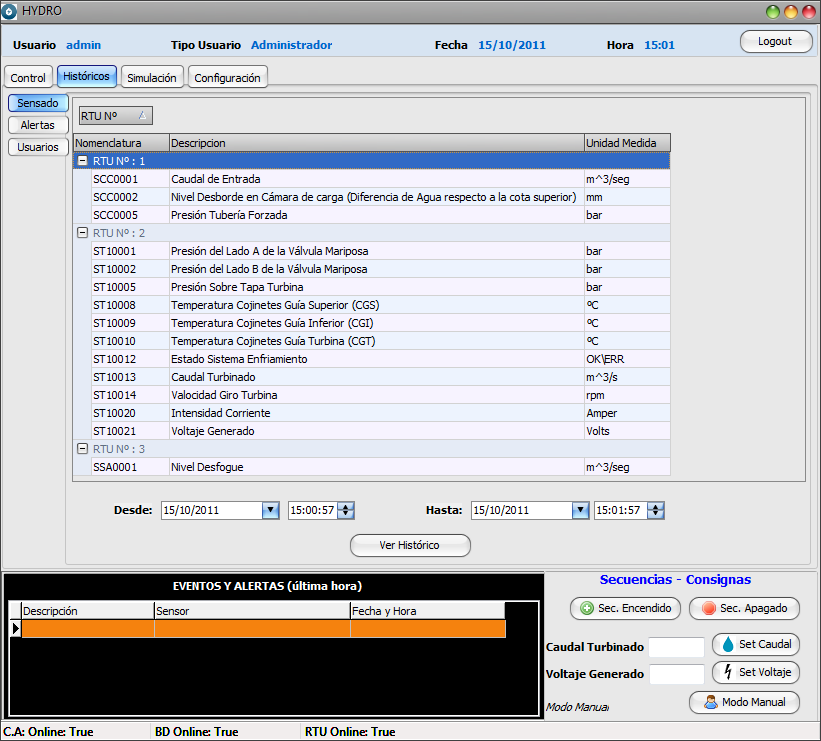 HYDRO
Usuario admin Tipo Usuario Administrador Fecha 15/10/2011 Hora 15:01 Logout
Control Históricos Simulación Configuración
Sensado
Alertas
Usuarios
RTU Nº
Nomenclatura Descripcion Unidad Medida
RTU Nº : 1
SCC0001 Caudal de Entrada m^3/seg
SCC0002 Nivel Desborde en Cámara de carga (Diferencia de Agua respecto a la cota superior) mm
SCC0005 Presión Tubería Forzada bar
RTU Nº : 2
ST10001 Presión del Lado A de la Válvula Mariposa bar
ST10002 Presión del Lado B de la Válvula Mariposa bar
ST10005 Presión Sobre Tapa Turbina bar
ST10008 Temperatura Cojinetes Guía Superior (CGS) ºC
ST10009 Temperatura Cojinetes Guía Inferior (CGI) ºC
ST10010 Temperatura Cojinetes Guía Turbina (CGT) ºC
ST10012 Estado Sistema Enfriamiento OK\ERR
ST10013 Caudal Turbinado m^3/s
ST10014 Valocidad Giro Turbina rpm
ST10020 Intensidad Corriente Amper
ST10021 Voltaje Generado Volts
RTU Nº : 3
SSA0001 Nivel Desfogue m^3/seg
Desde: 15/10/2011 15:00:57 Hasta: 15/10/2011 15:01:57
Ver Histórico
EVENTOS Y ALERTAS (última hora)
Descripción Sensor Fecha y Hora
Secuencias - Consignas
Sec. Encendido Sec. Apagado
Caudal Turbinado Set Caudal
Voltaje Generado Set Voltaje
Modo Manual Modo Manual
C.A: Online: True BD Online: True RTU Online: True